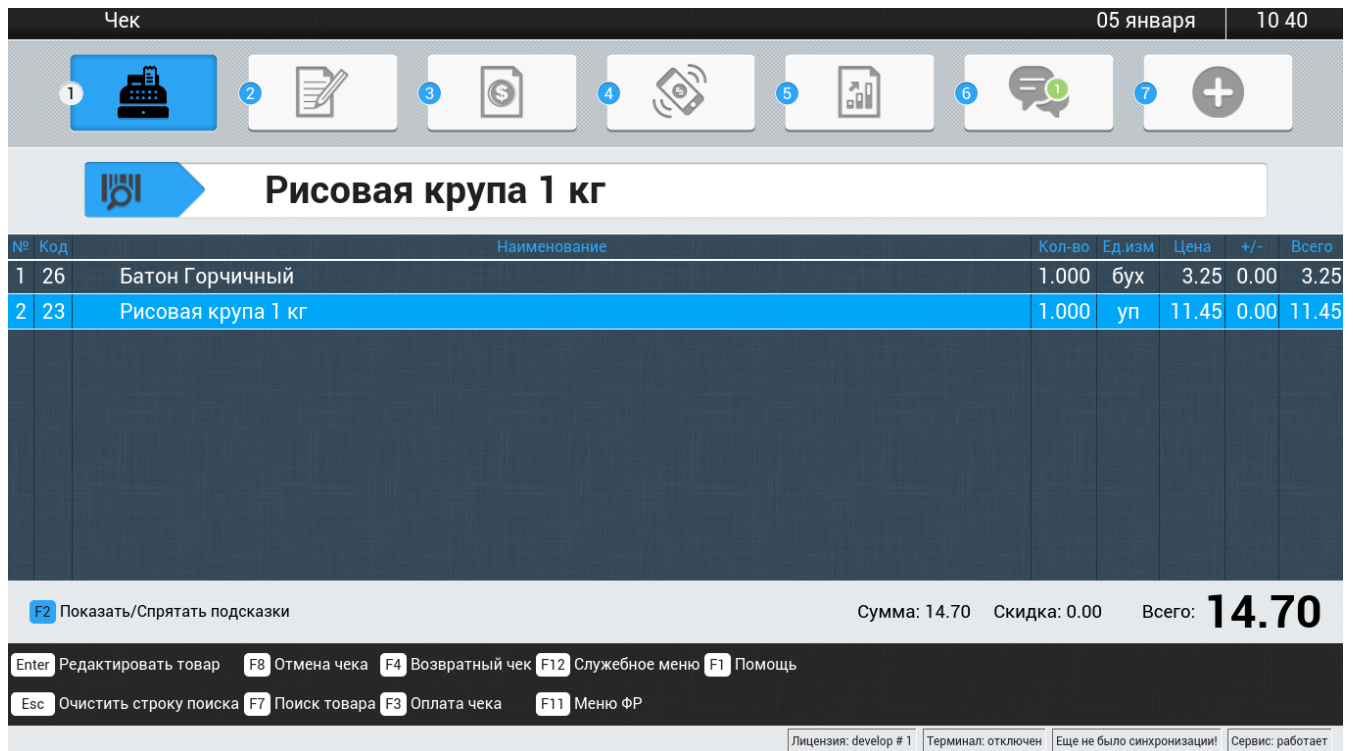 Чек 05 января 10 40
1 2 3 4 5 6 1 7
Рисовая крупа 1 кг
№ Код Наименование Кол-во Ед.изм Цена +/- Всего
1 26 Батон Горчичный 1.000 бух 3.25 0.00 3.25
2 23 Рисовая крупа 1 кг 1.000 уп 11.45 0.00 11.45
F2 Показать/Спрятать подсказки Сумма: 14.70 Скидка: 0.00 Всего: 14.70
Enter Редактировать товар F8 Отмена чека F4 Возвратный чек F12 Служебное меню F1 Помощь
Esc Очистить строку поиска F7 Поиск товара F3 Оплата чека F11 Меню ФР
Лицензия: develop # 1 Терминал: отключен Еще не было синхронизации! Сервис: работает